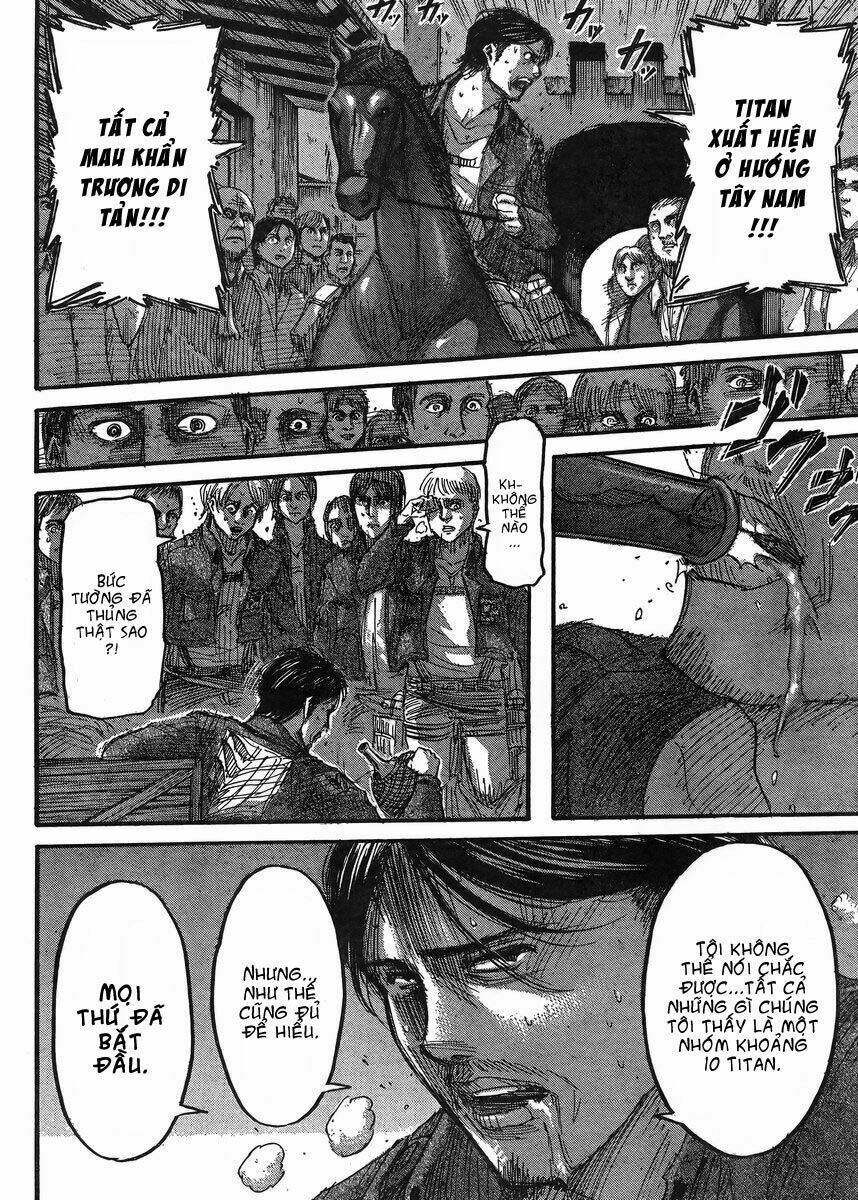 TITAN
XUẤT HIỆN
Ở HƯỚNG
TÂY NAM
!!!
TẤT CẢ
MAU KHẨN
TRƯƠNG DI
TẢN!!!
KH-
KHÔNG
THỂ
NÀO
...
BỨC
TƯỜNG ĐÃ
THỦNG
THẬT SAO
?!
TÔI KHÔNG
THỂ NÓI CHẮC
ĐƯỢC...TẤT CẢ
NHỮNG GÌ CHÚNG
TÔI THẤY LÀ MỘT
NHÓM KHOẢNG
10 TITAN.
NHƯNG...
NHƯ THẾ
CŨNG ĐỦ
ĐỂ HIỂU.
MỌI
THỨ ĐÃ
BẮT
ĐẦU.